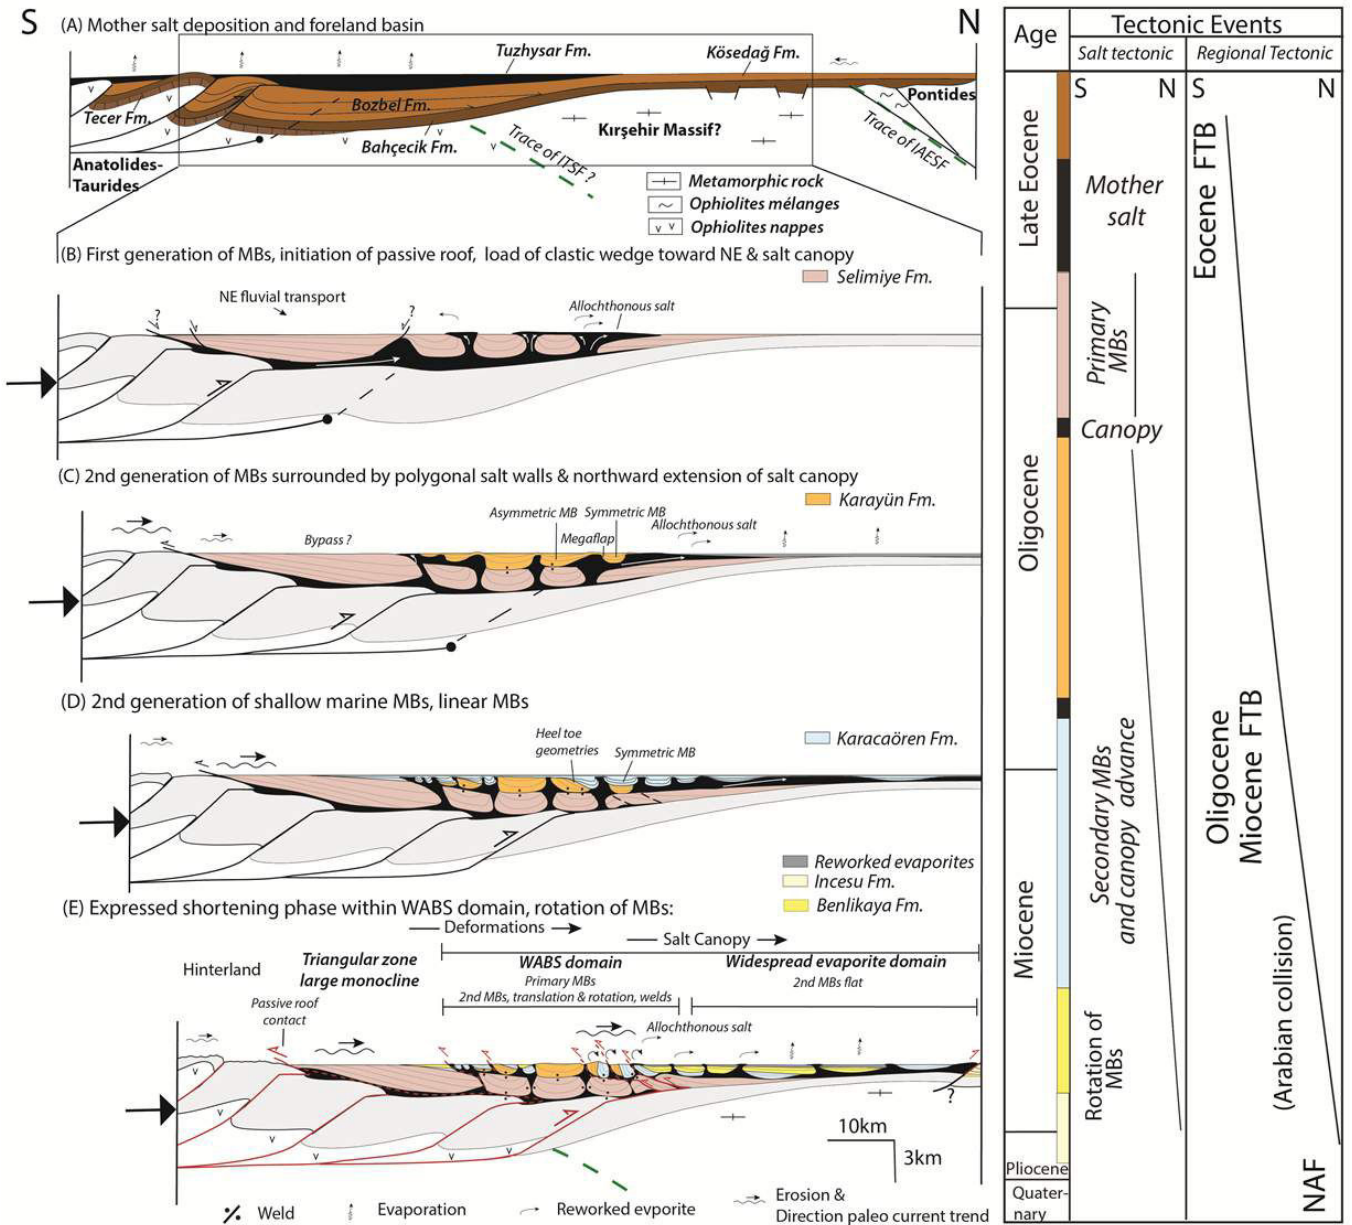 S
N
(A) Mother salt deposition and foreland basin
Tuzhysar Fm.
Kösedağ Fm.
Tecer Fm.
Bozbel Fm.
Bahçecik Fm.
Trace of ITSF ?
Kırşehir Massif?
Pontides
Trace of IAESF
Anatolides-
Taurides
Metamorphic rock
Ophiolites mélanges
Ophiolites nappes
(B) First generation of MBs, initiation of passive roof, load of clastic wedge toward NE & salt canopy
Selimiye Fm.
NE fluvial transport
?
?
Allochthonous salt
(C) 2nd generation of MBs surrounded by polygonal salt walls & northward extension of salt canopy
Karayün Fm.
Bypass ?
Asymmetric MB
Symmetric MB
Megaflap
Allochthonous salt
(D) 2nd generation of shallow marine MBs, linear MBs
Karacaören Fm.
Heel toe
geometries
Symmetric MB
Reworked evaporites
Incesu Fm.
Benlikaya Fm.
(E) Expressed shortening phase within WABS domain, rotation of MBs:
Deformations
Salt Canopy
Hinterland
Triangular zone
large monocline
WABS domain
Primary MBs
2nd MBs, translation & rotation, welds
Widespread evaporite domain
2nd MBs flat
Passive roof
contact
Allochthonous salt
?
10km
3km
Weld
Evaporation
Reworked evporite
Erosion &
Direction paleo current trend
Age
Tectonic Events
Salt tectonic
Regional Tectonic
S
N
S
N
Late Eocene
Oligocene
Miocene
Pliocene
Quater-
nary
Mother
salt
Primary
MBs
Canopy
Secondary MBs
and canopy advance
Rotation of
MBs
Eocene FTB
Oligocene
Miocene FTB
(Arabian collision)
NAF